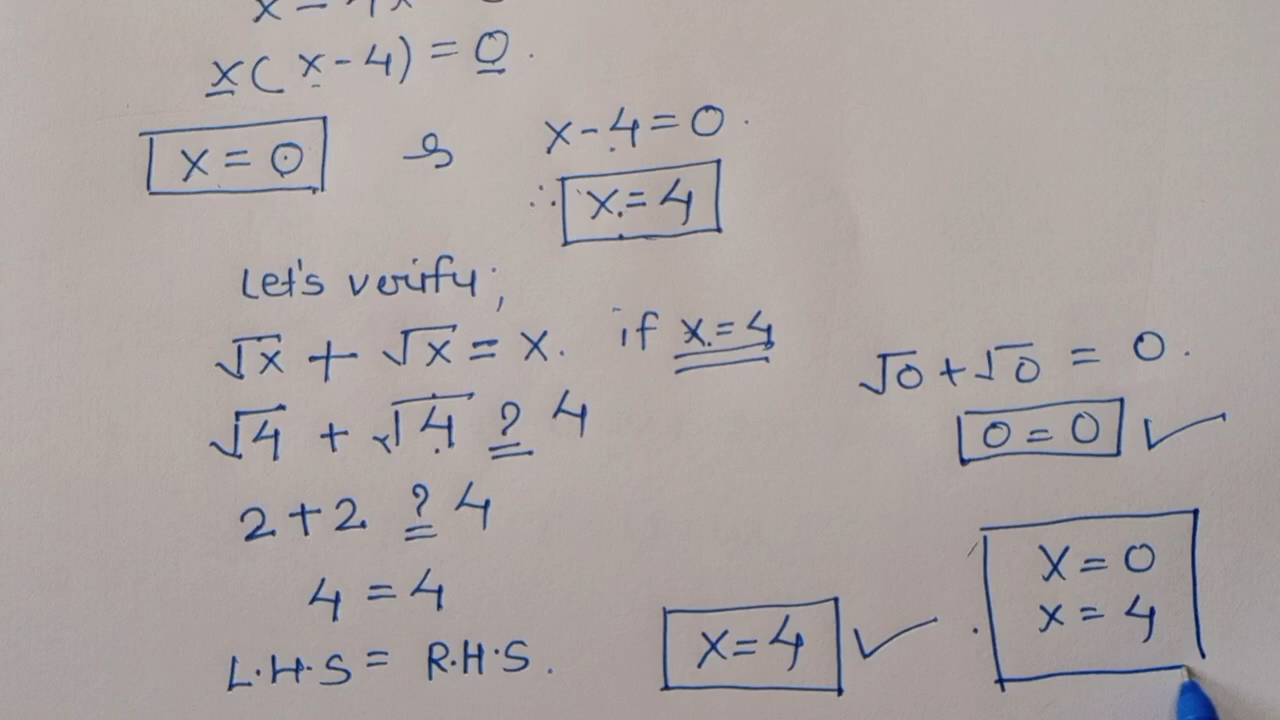 x(x-4)=0.
x=0 & x-4=0.
∴ x=4
Let's verify;
√x + √x = x. if x=4
√4 + √4 ≟ 4
2+2 ≟ 4
4=4
L.H.S = R.H.S.
x=4 ✓
√0+√0 = 0.
0=0 ✓
x=0
x=4